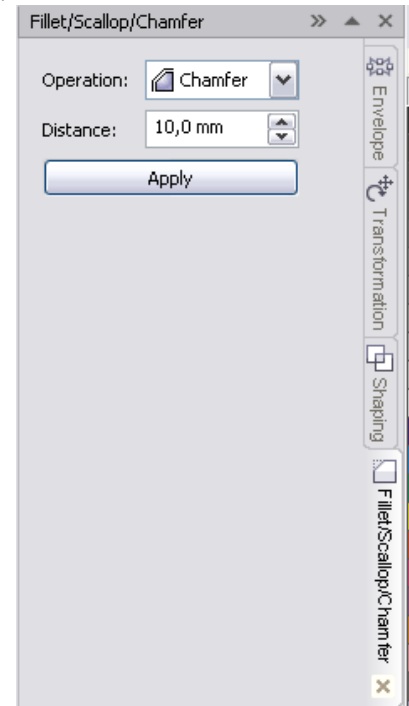 Fillet/Scallop/Chamfer
Operation: Chamfer
Distance: 10,0 mm
Apply
Envelope
Transformation
Shaping
Fillet/Scallop/Chamfer